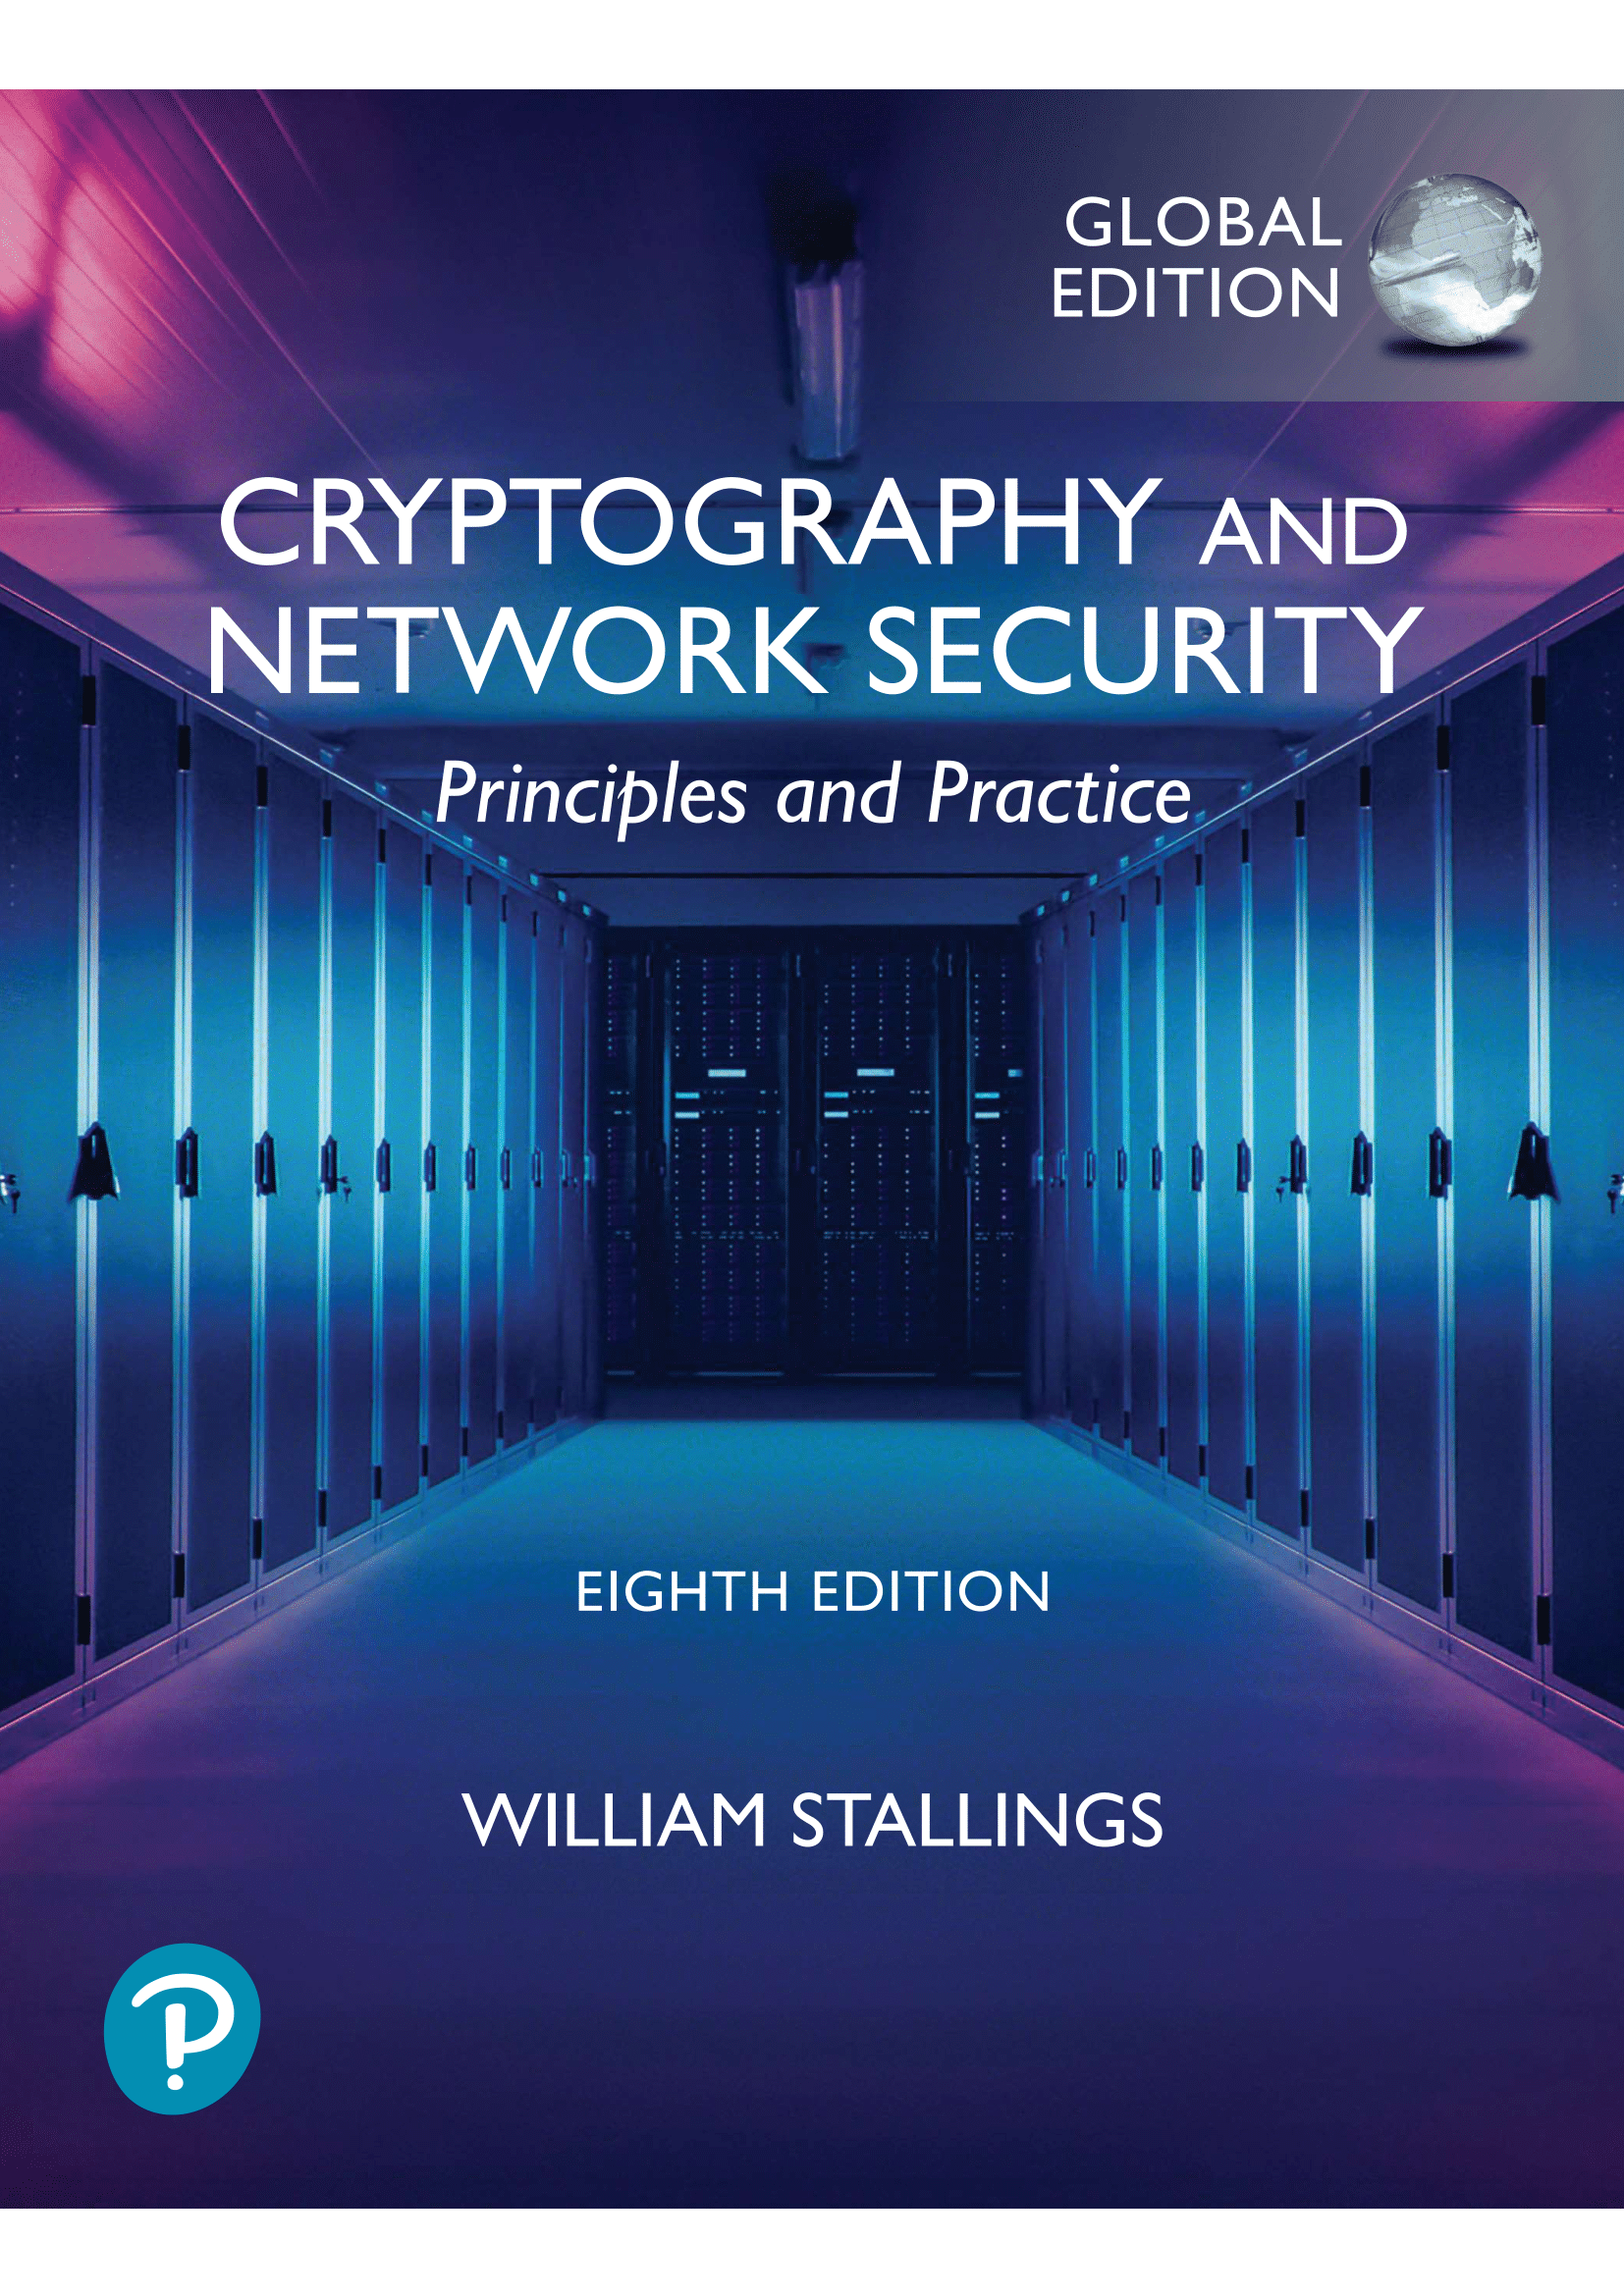 GLOBAL
EDITION
CRYPTOGRAPHY AND
NETWORK SECURITY
Principles and Practice
EIGHTH EDITION
WILLIAM STALLINGS
P